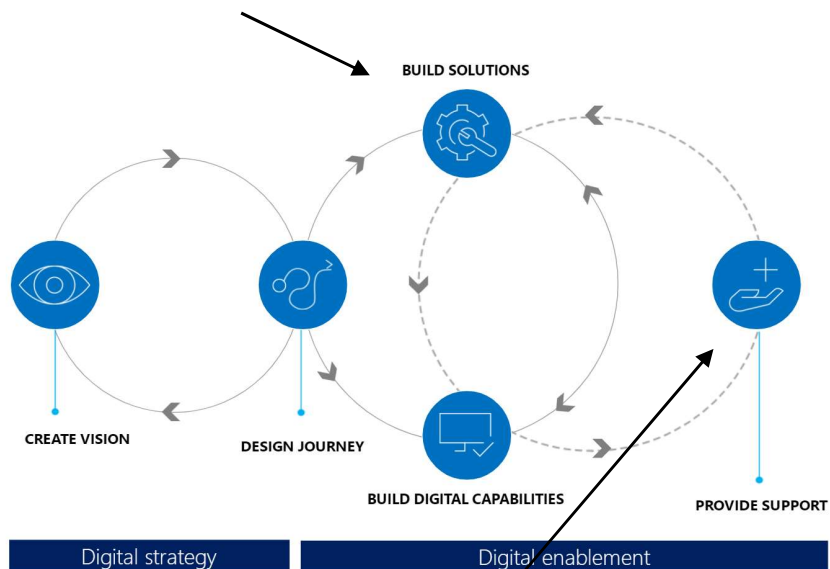 BUILD SOLUTIONS
CREATE VISION
DESIGN JOURNEY
BUILD DIGITAL CAPABILITIES
PROVIDE SUPPORT
Digital strategy
Digital enablement